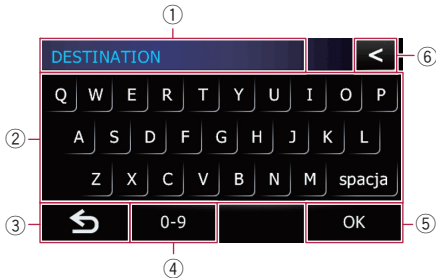 ①
DESTINATION
<
⑥
Q W E R T Y U I O P
②
A S D F G H J K L
Z X C V B N M spacja
③
0-9
OK
⑤
④